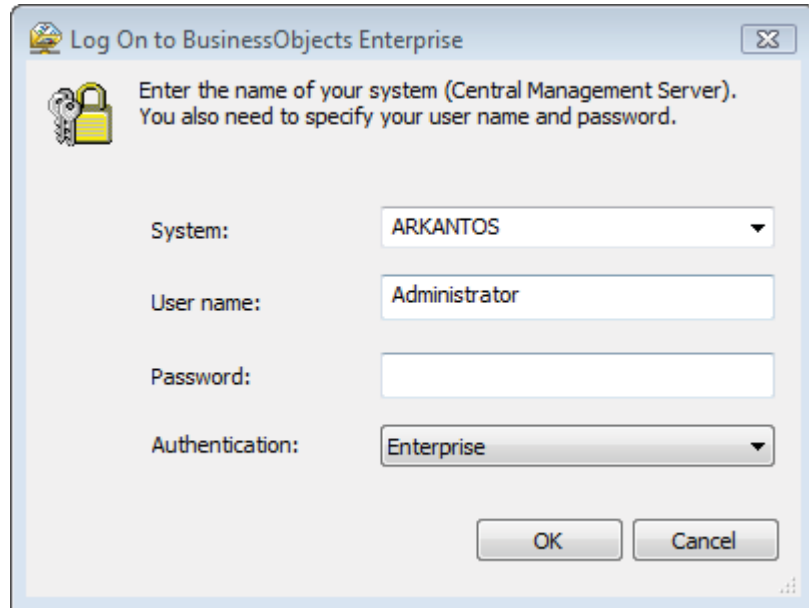 Log On to BusinessObjects Enterprise
Enter the name of your system (Central Management Server).
You also need to specify your user name and password.
System: ARKANTOS
User name: Administrator
Password:
Authentication: Enterprise
OK Cancel